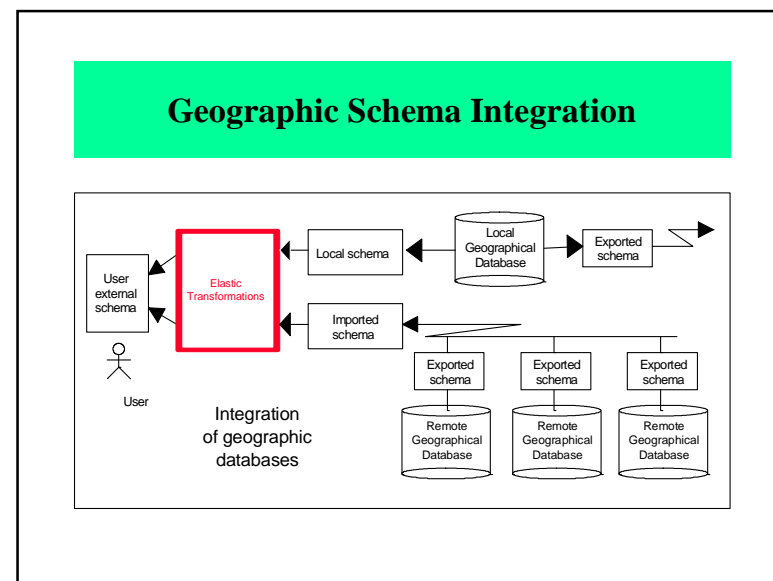 Geographic Schema Integration
User
external
schema
Elastic
Transformations
Local schema
Local
Geographical
Database
Exported
schema
Imported
schema
User
Integration
of geographic
databases
Exported
schema
Exported
schema
Exported
schema
Remote
Geographical
Database
Remote
Geographical
Database
Remote
Geographical
Database